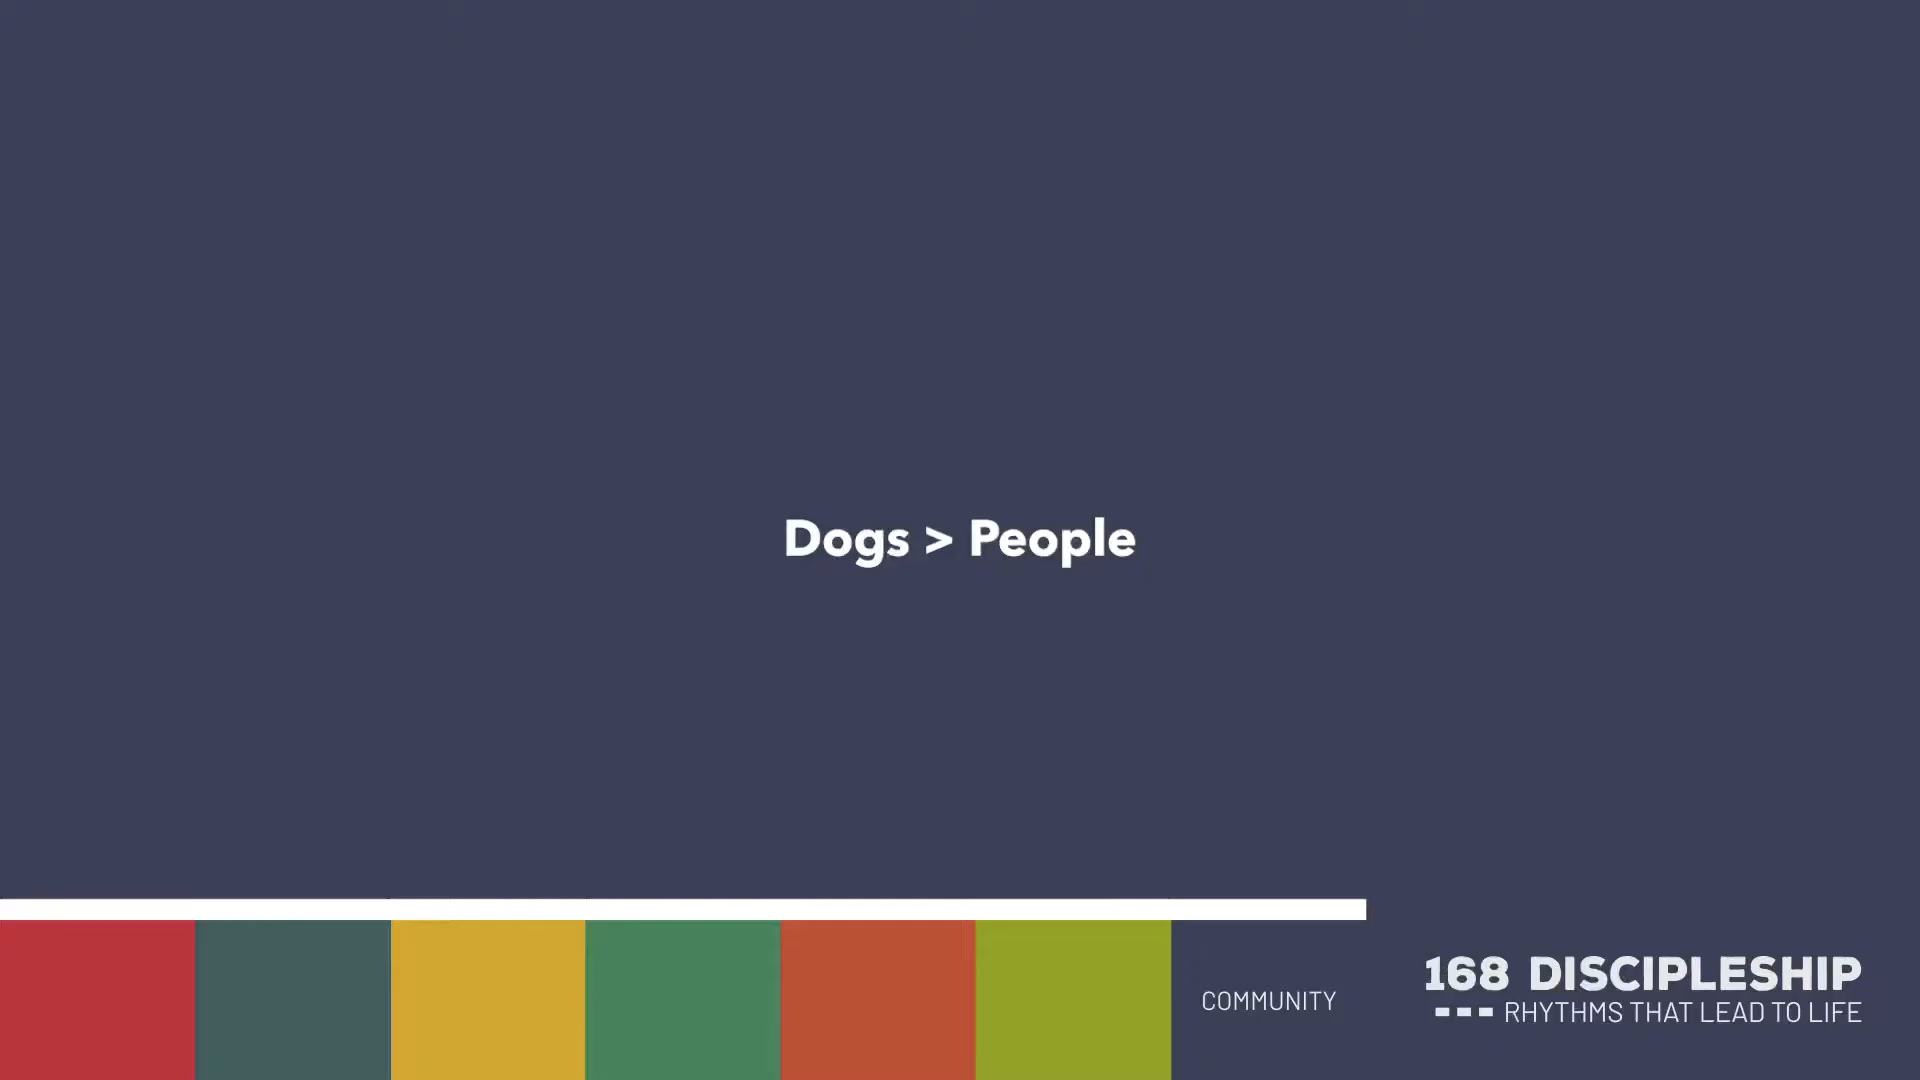 Dogs > People
COMMUNITY
168 DISCIPLESHIP
RHYTHMS THAT LEAD TO LIFE